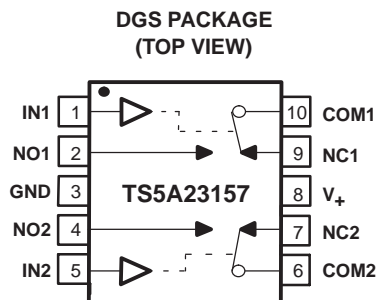 DGS PACKAGE
(TOP VIEW)
IN1 1 10 COM1
NO1 2 9 NC1
GND 3 TS5A23157 8 V+
NO2 4 7 NC2
IN2 5 6 COM2